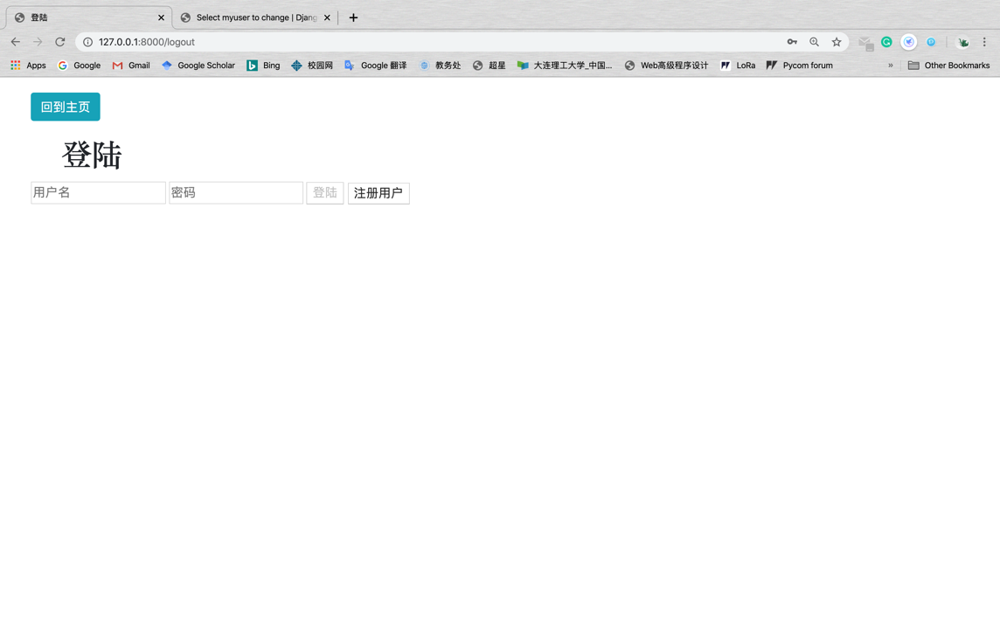 登陆
Select myuser to change | Djang
127.0.0.1:8000/logout
Apps Google Gmail Google Scholar Bing 校园网 Google 翻译 教务处 超星 大连理工大学_中国... Web高级程序设计 LoRa Pycom forum » Other Bookmarks
回到主页
登陆
用户名 密码 登陆 注册用户